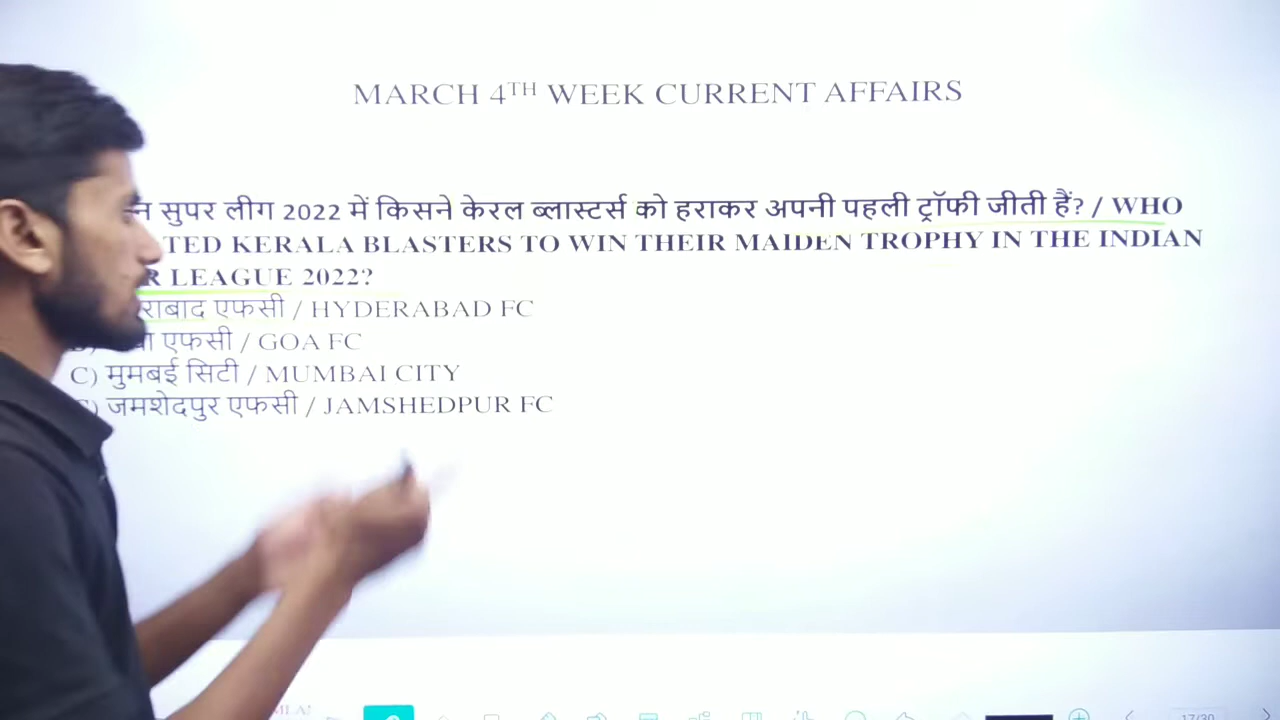 MARCH 4TH WEEK CURRENT AFFAIRS
सुपर लीग 2022 में किसने केरल ब्लास्टर्स को हराकर अपनी पहली ट्रॉफी जीती हैं? / WHO
TED KERALA BLASTERS TO WIN THEIR MAIDEN TROPHY IN THE INDIAN
R LEAGUE 2022?
राबाद एफसी / HYDERABAD FC
एफसी / GOA FC
C) मुमबई सिटी / MUMBAI CITY
जमशेदपुर एफसी / JAMSHEDPUR FC
17/30